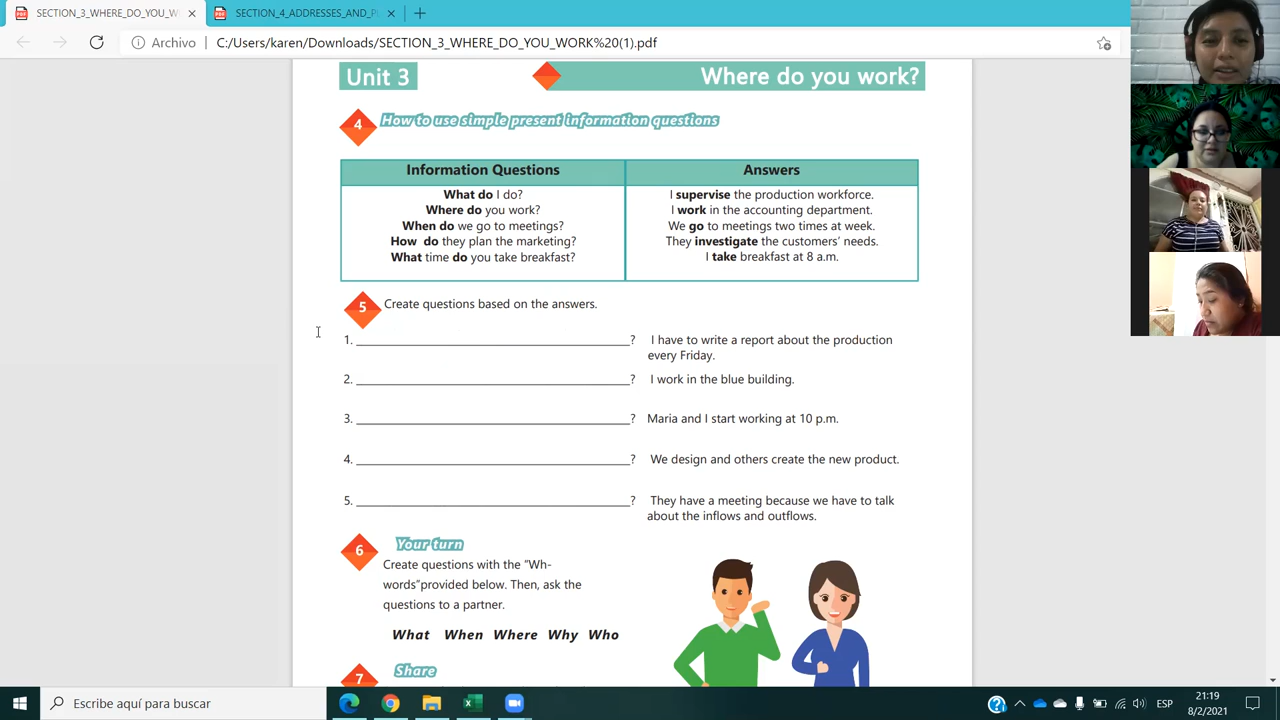 SECTION_3_WHERE_DO_YOU_W
SECTION_4_ADDRESSES_AND_P
Archivo
C:/Users/karen/Downloads/SECTION_3_WHERE_DO_YOU_WORK%20(1).pdf
Unit 3
Where do you work?
4
How to use simple present information questions
Information Questions
Answers
What do I do?
I supervise the production workforce.
Where do you work?
I work in the accounting department.
When do we go to meetings?
We go to meetings two times at week.
How do they plan the marketing?
They investigate the customers' needs.
What time do you take breakfast?
I take breakfast at 8 a.m.
5
Create questions based on the answers.
1. ________________ ? I have to write a report about the production
every Friday.
2. ________________ ? I work in the blue building.
3. ________________ ? Maria and I start working at 10 p.m.
4. ________________ ? We design and others create the new product.
5. ________________ ? They have a meeting because we have to talk
about the inflows and outflows.
6
Your turn
Create questions with the "Wh-
words"provided below. Then, ask the
questions to a partner.
What When Where Why Who
7
Share
Escribe aquí para buscar
ESP
21:19
8/2/2021